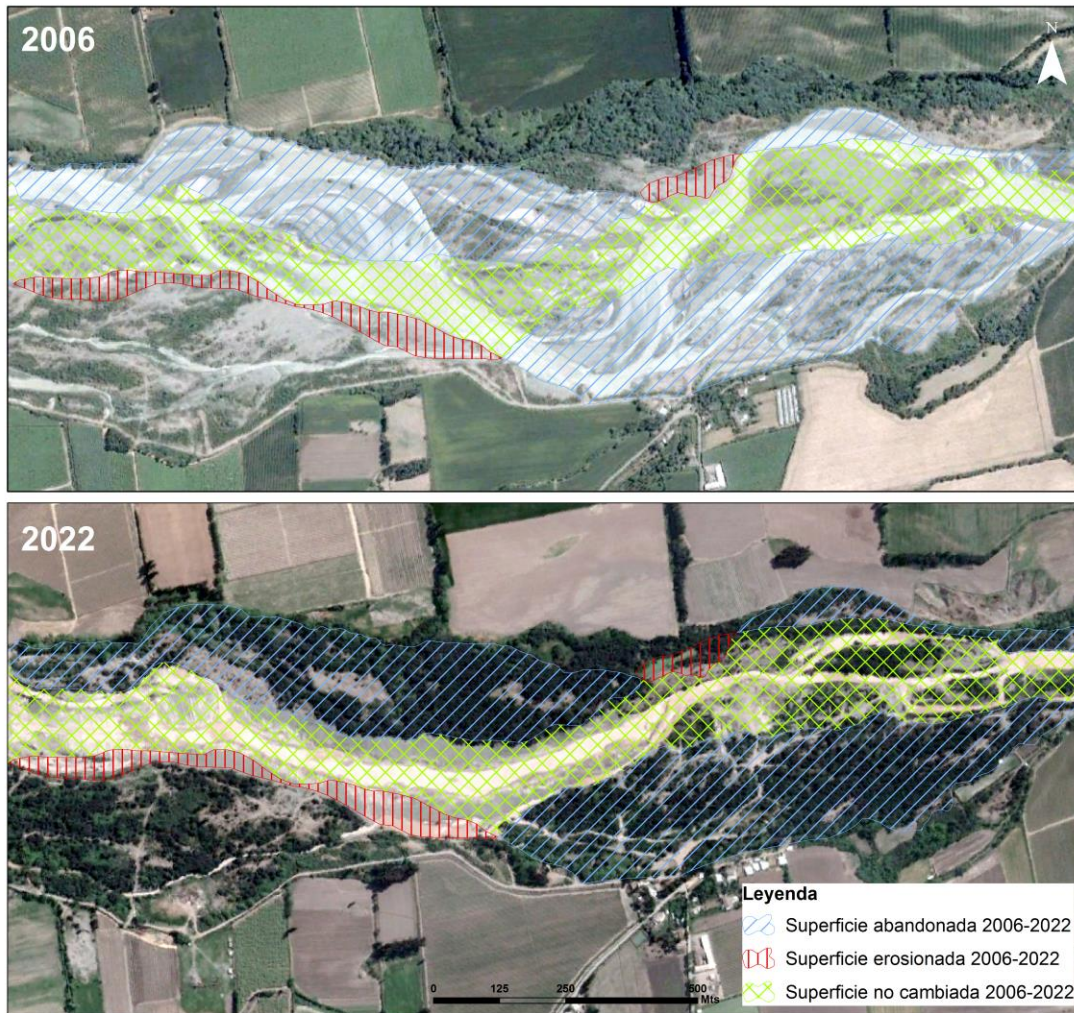 2006
N
2022
Leyenda
Superficie abandonada 2006-2022
Superficie erosionada 2006-2022
Superficie no cambiada 2006-2022
0 125 250 500
Mts